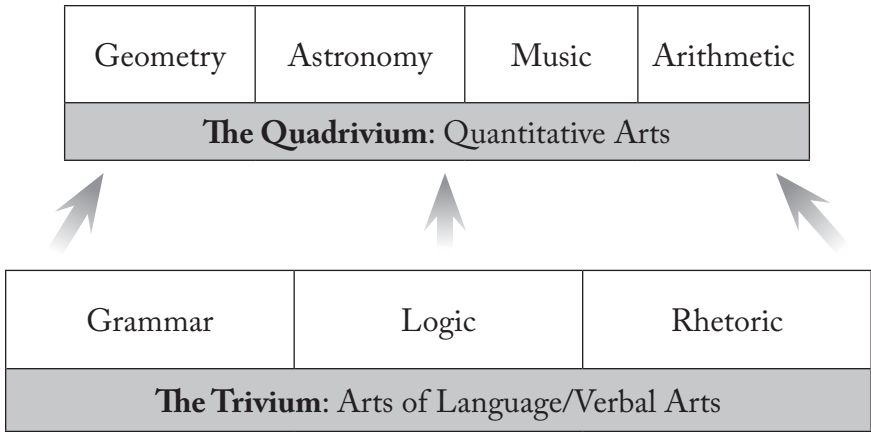 Geometry Astronomy Music Arithmetic
The Quadrivium: Quantitative Arts
Grammar Logic Rhetoric
The Trivium: Arts of Language/Verbal Arts